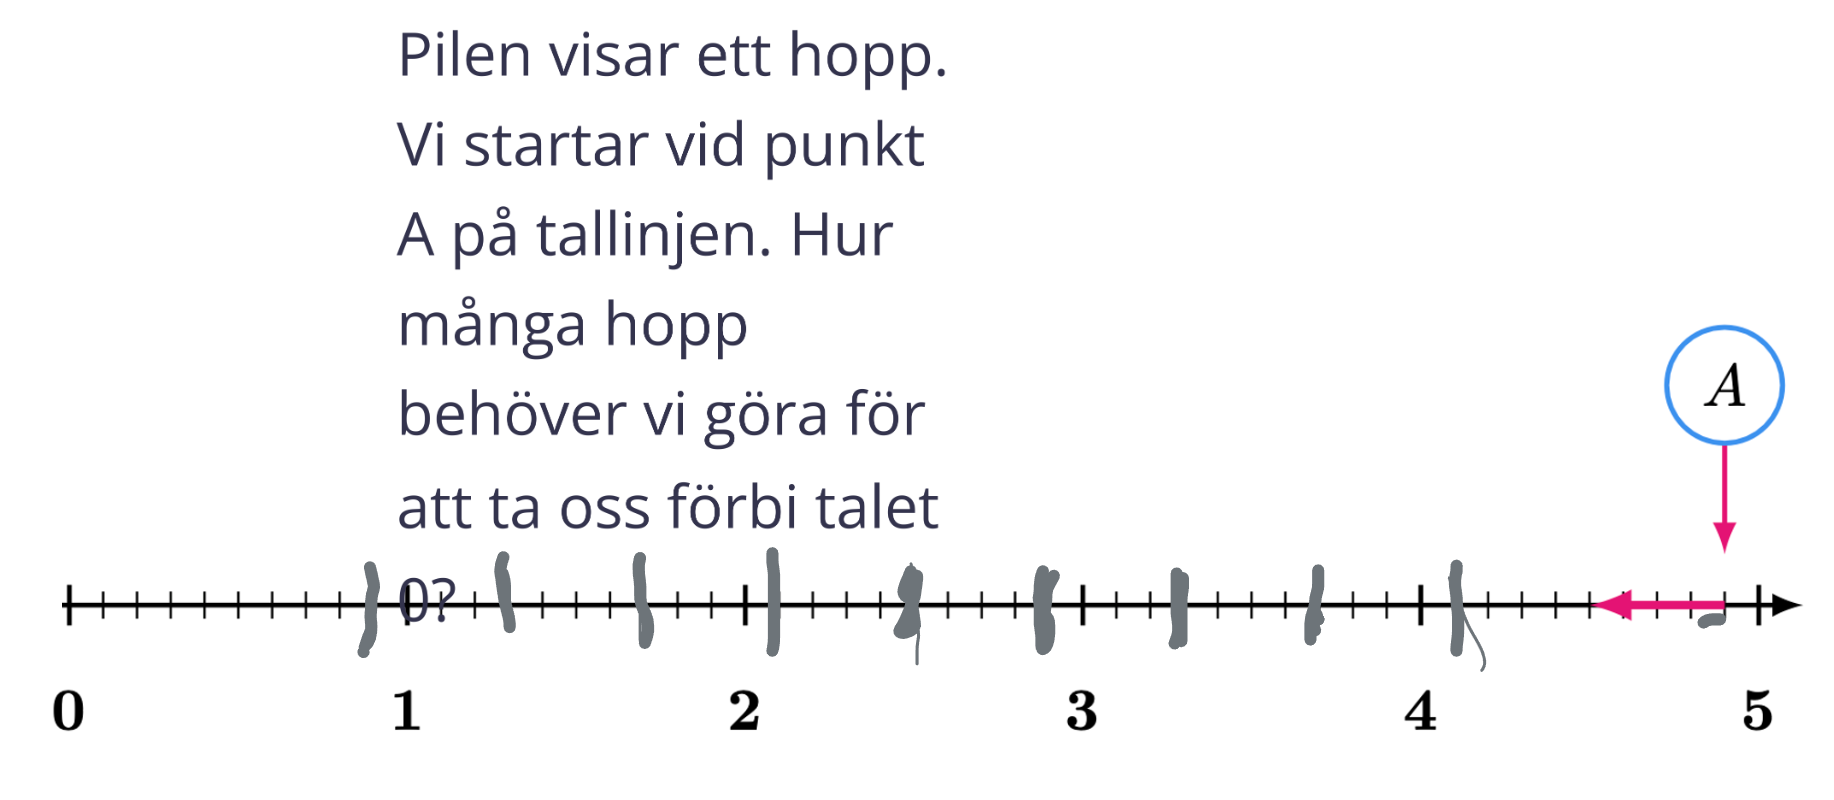 Pilen visar ett hopp.
Vi startar vid punkt
A på tallinjen. Hur
många hopp
behöver vi göra för
att ta oss förbi talet
0?
A
0 1 2 3 4 5